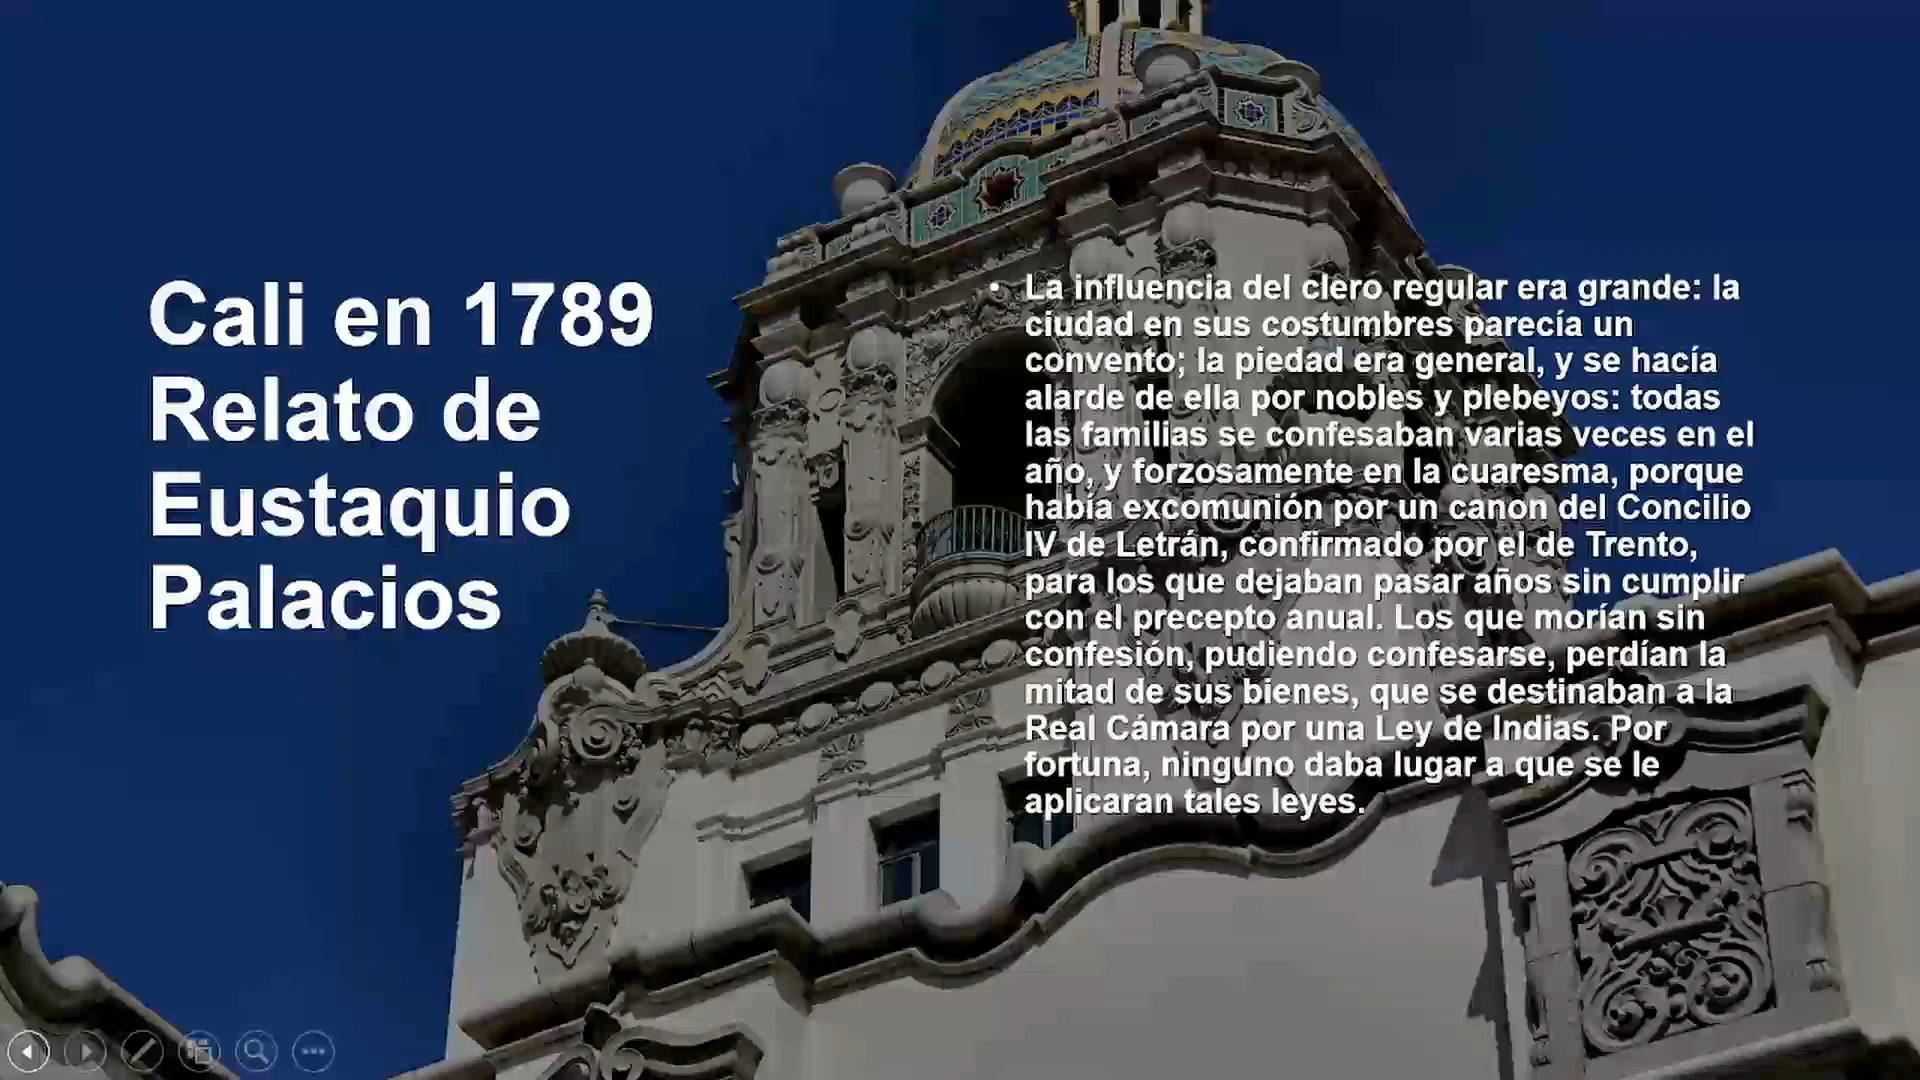 Cali en 1789
Relato de
Eustaquio
Palacios
• La influencia del clero regular era grande: la
ciudad en sus costumbres parecía un
convento; la piedad era general, y se hacía
alarde de ella por nobles y plebeyos: todas
las familias se confesaban varias veces en el
año, y forzosamente en la cuaresma, porque
había excomunión por un canon del Concilio
IV de Letrán, confirmado por el de Trento,
para los que dejaban pasar años sin cumplir
con el precepto anual. Los que morían sin
confesión, pudiendo confesarse, perdían la
mitad de sus bienes, que se destinaban a la
Real Cámara por una Ley de Indias. Por
fortuna, ninguno daba lugar a que se le
aplicaran tales leyes.